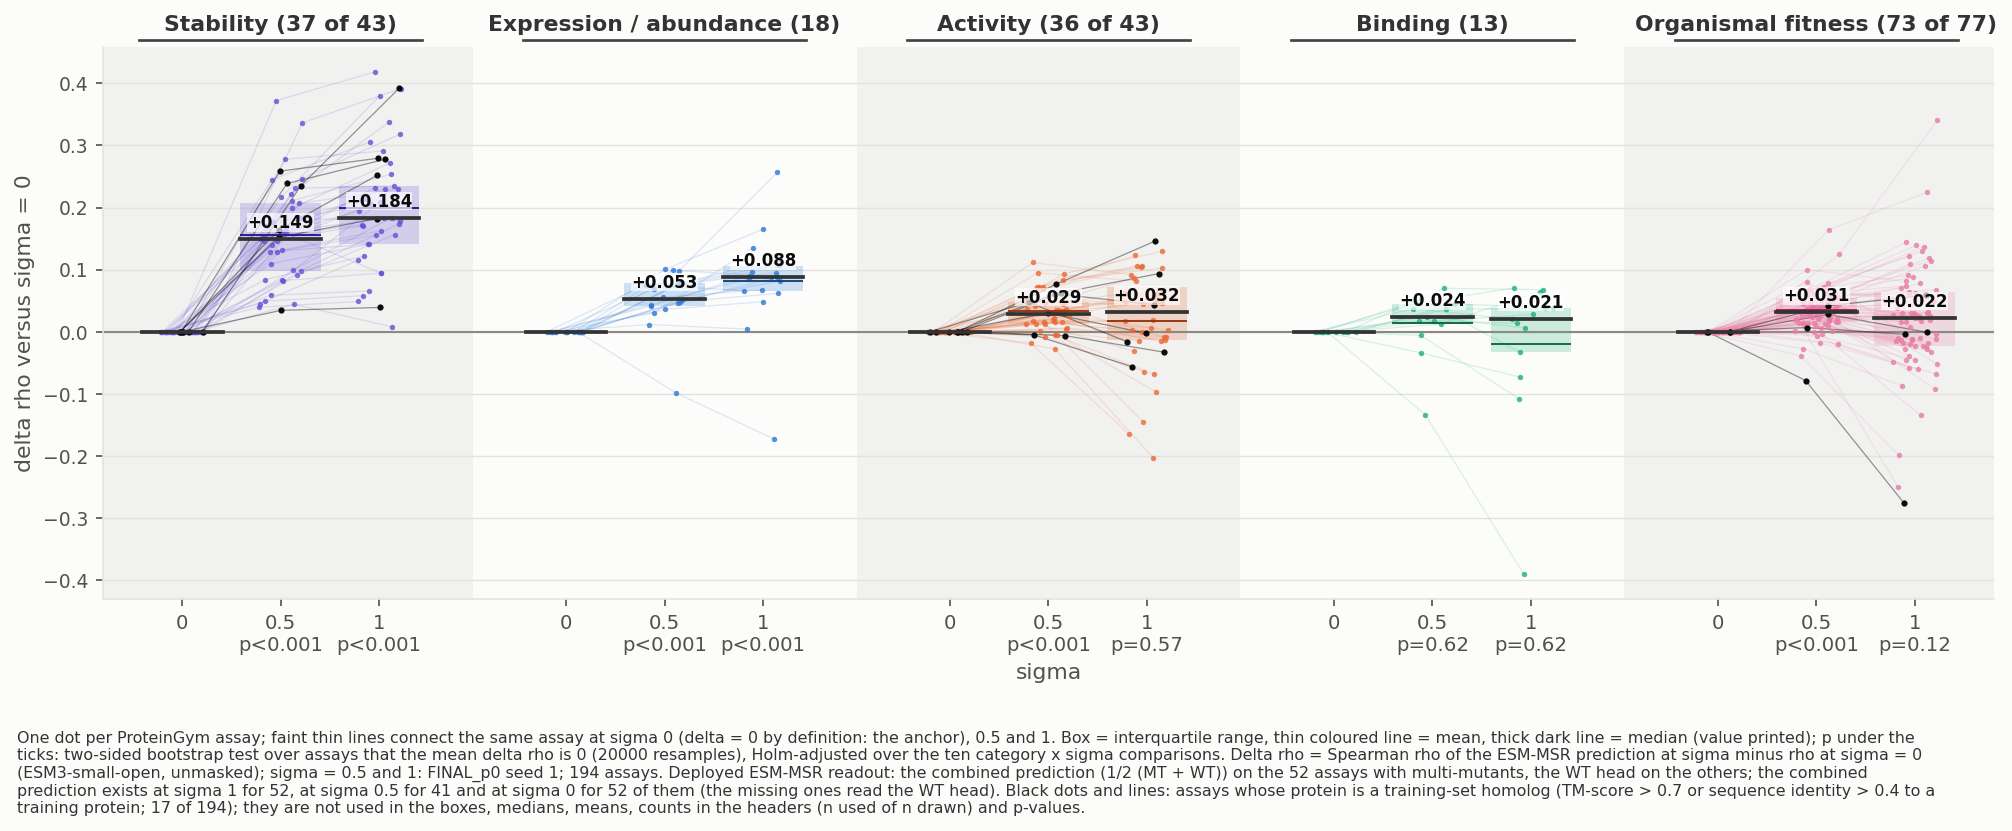 Stability (37 of 43) Expression / abundance (18) Activity (36 of 43) Binding (13) Organismal fitness (73 of 77)
delta rho versus sigma = 0
0.4
0.3
0.2
0.1
0.0
−0.1
−0.2
−0.3
−0.4
+0.149 +0.184 +0.053 +0.088 +0.029 +0.032 +0.024 +0.021 +0.031 +0.022
0 0.5 1 0 0.5 1 0 0.5 1 0 0.5 1 0 0.5 1
p<0.001 p<0.001 p<0.001 p<0.001 p<0.001 p=0.57 p=0.62 p=0.62 p<0.001 p=0.12
sigma
One dot per ProteinGym assay; faint thin lines connect the same assay at sigma 0 (delta = 0 by definition: the anchor), 0.5 and 1. Box = interquartile range, thin coloured line = mean, thick dark line = median (value printed); p under the
ticks: two-sided bootstrap test over assays that the mean delta rho is 0 (20000 resamples), Holm-adjusted over the ten category x sigma comparisons. Delta rho = Spearman rho of the ESM-MSR prediction at sigma minus rho at sigma = 0
(ESM3-small-open, unmasked); sigma = 0.5 and 1: FINAL_p0 seed 1; 194 assays. Deployed ESM-MSR readout: the combined prediction (1/2 (MT + WT)) on the 52 assays with multi-mutants, the WT head on the others; the combined
prediction exists at sigma 1 for 52, at sigma 0.5 for 41 and at sigma 0 for 52 of them (the missing ones read the WT head). Black dots and lines: assays whose protein is a training-set homolog (TM-score > 0.7 or sequence identity > 0.4 to a
training protein; 17 of 194); they are not used in the boxes, medians, means, counts in the headers (n used of n drawn) and p-values.